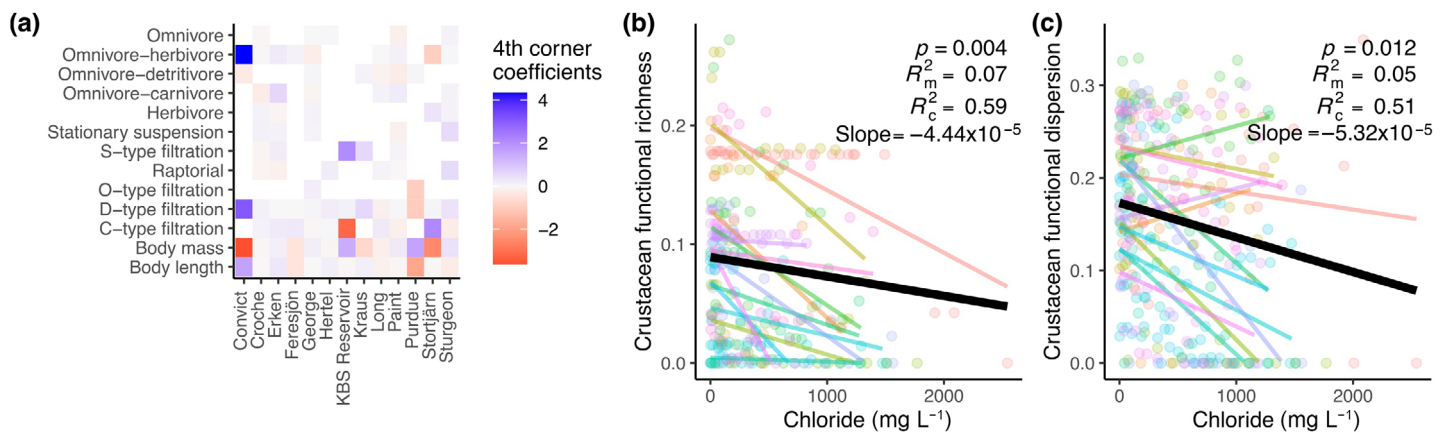 (a)
Omnivore
Omnivore−herbivore
Omnivore−detritivore
Omnivore−carnivore
Herbivore
Stationary suspension
S−type filtration
Raptorial
O−type filtration
D−type filtration
C−type filtration
Body mass
Body length
Convict
Croche
Erken
Feresjön
George
Hertel
KBS Reservoir
Kraus
Long
Paint
Purdue
Stortjärn
Sturgeon
4th corner
coefficients
4
2
0
−2
(b)
Crustacean functional richness
0.2
0.1
0.0
p = 0.004
R²m = 0.07
R²c = 0.59
Slope= −4.44x10⁻⁵
0
1000
2000
Chloride (mg L⁻¹)
(c)
Crustacean functional dispersion
0.3
0.2
0.1
0.0
p = 0.012
R²m = 0.05
R²c = 0.51
Slope =−5.32x10⁻⁵
0
1000
2000
Chloride (mg L⁻¹)